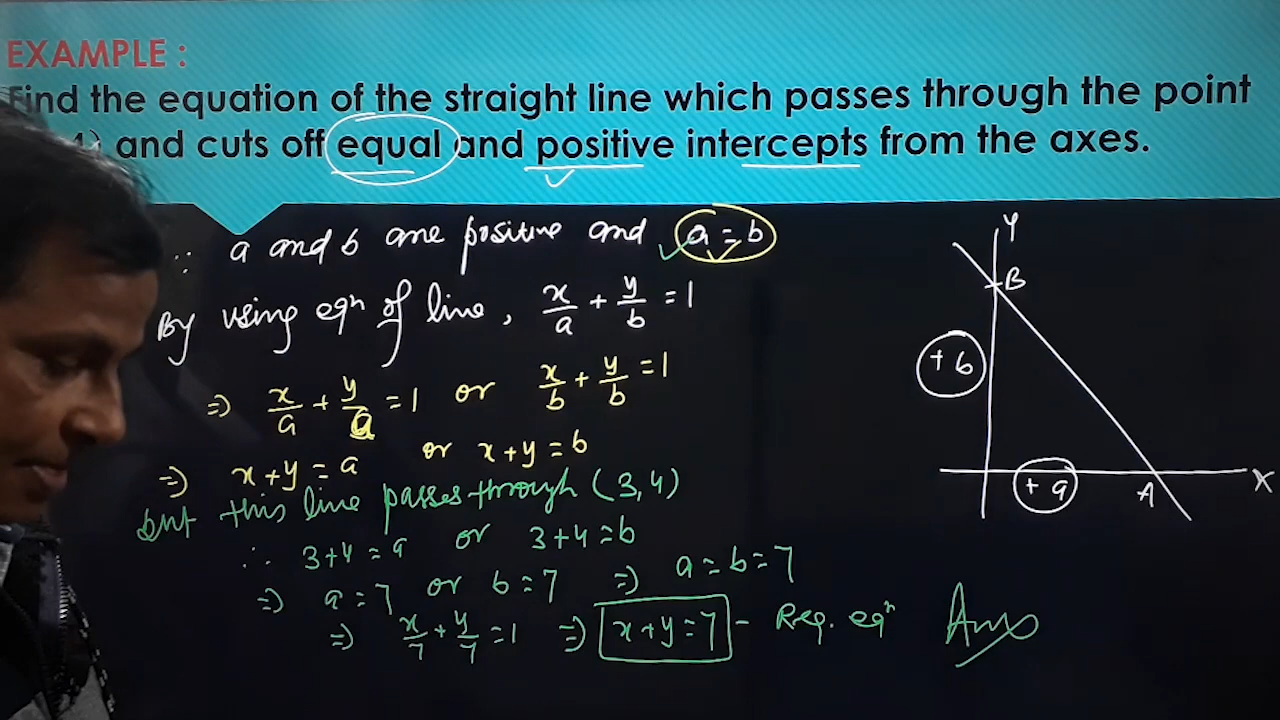 EXAMPLE :
Find the equation of the straight line which passes through the point
4) and cuts off equal and positive intercepts from the axes.
∵ a and b are positive and a = b
By using eqⁿ of line, x/a + y/b = 1
⇒ x/a + y/a = 1 or x/b + y/b = 1
⇒ x+y = a or x+y = b
but this line passes through (3,4)
∴ 3+4 = a or 3+4 = b
⇒ a = 7 or b = 7 ⇒ a = b = 7
⇒ x/7 + y/7 = 1 ⇒ x+y = 7 - Req. eqⁿ Ans
Y
B
+ b
+ a
A
X